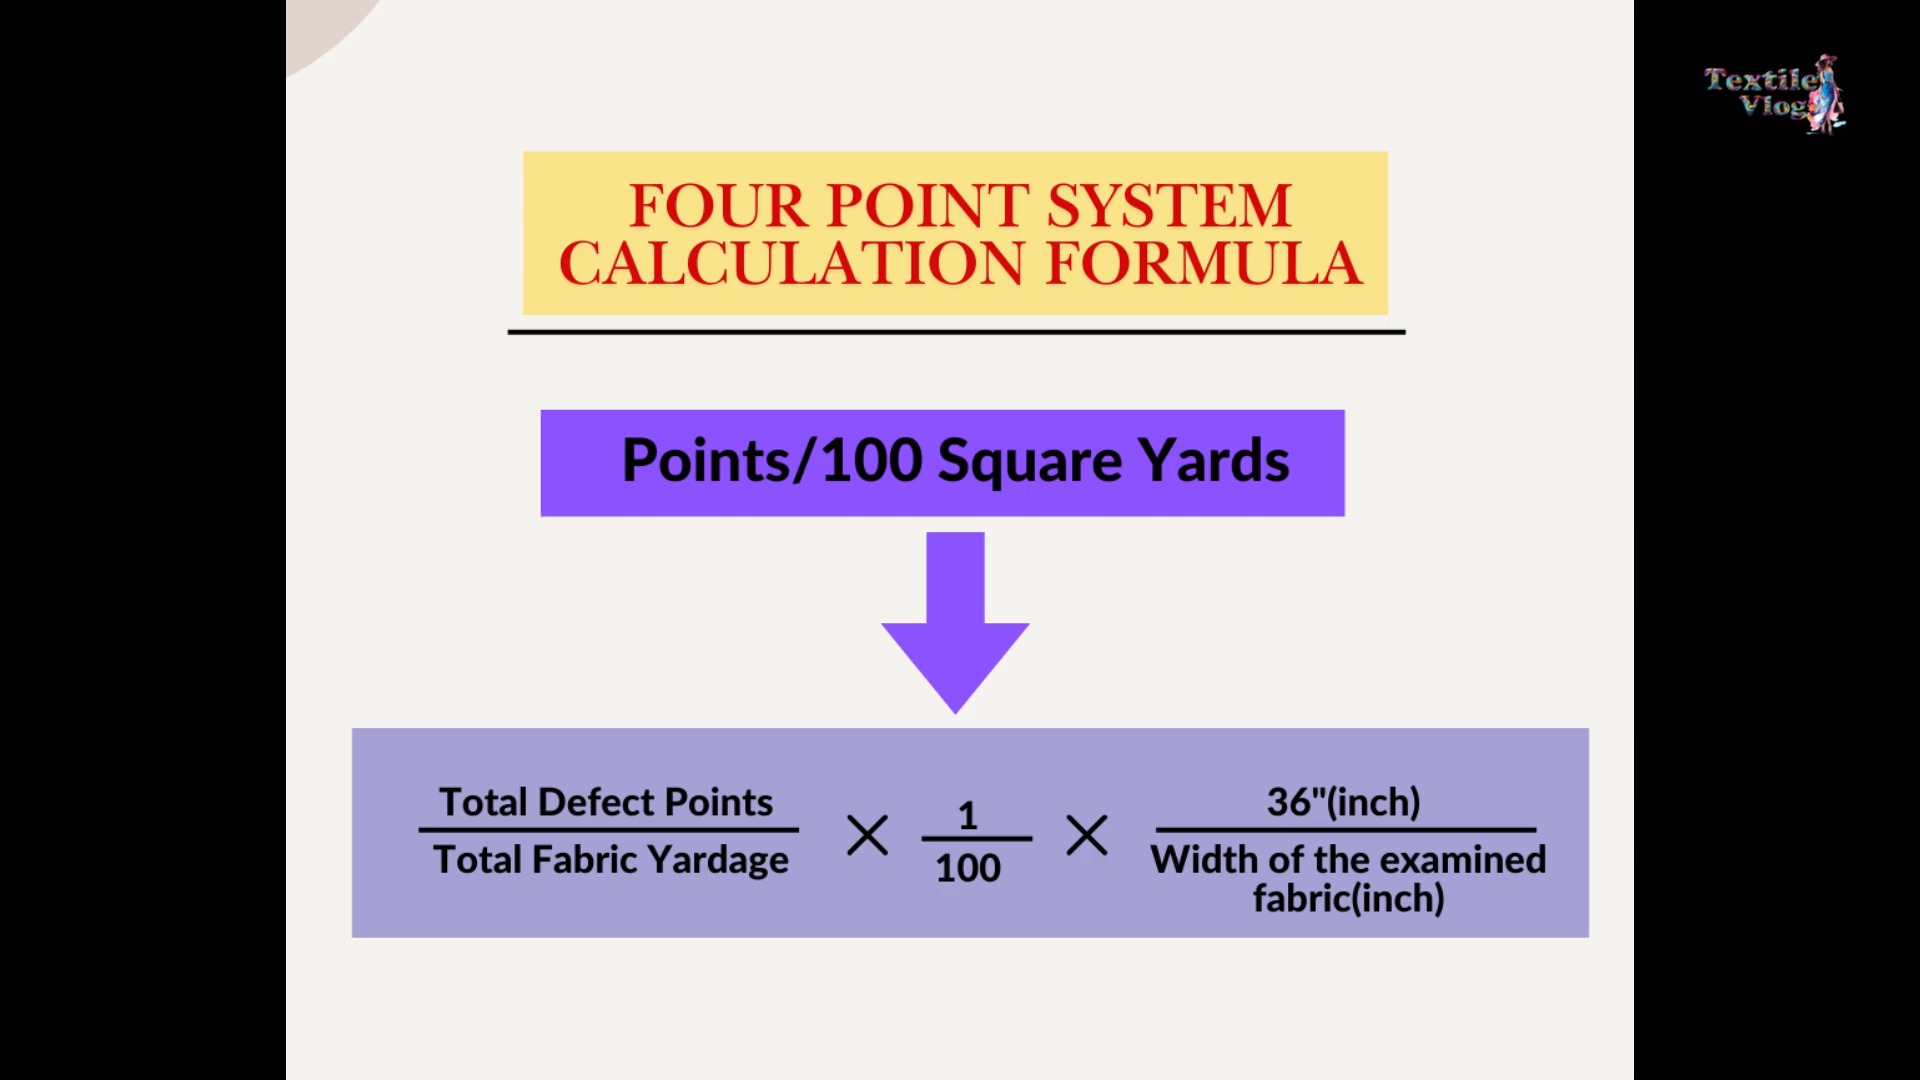 Textile
Vlog
FOUR POINT SYSTEM
CALCULATION FORMULA
Points/100 Square Yards
Total Defect Points
Total Fabric Yardage
×
1
100
×
36"(inch)
Width of the examined
fabric(inch)